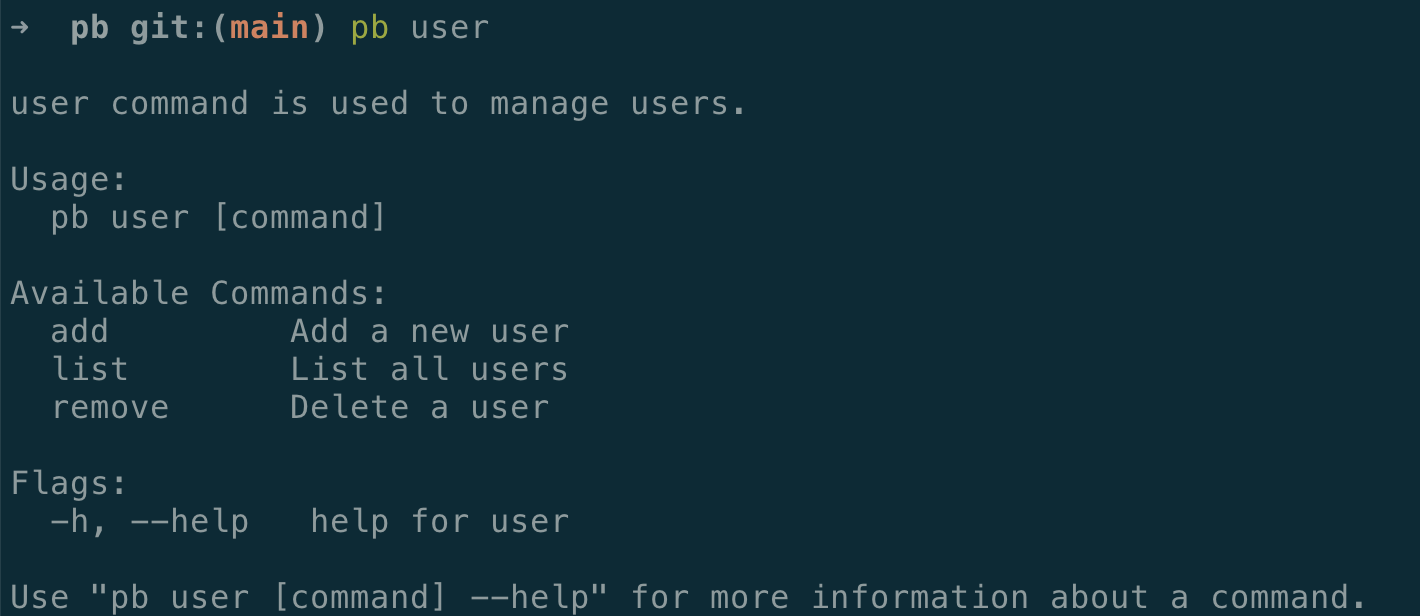 →  pb git:(main) pb user
user command is used to manage users.
Usage:
  pb user [command]
Available Commands:
  add         Add a new user
  list        List all users
  remove      Delete a user
Flags:
  -h, --help   help for user
Use "pb user [command] --help" for more information about a command.